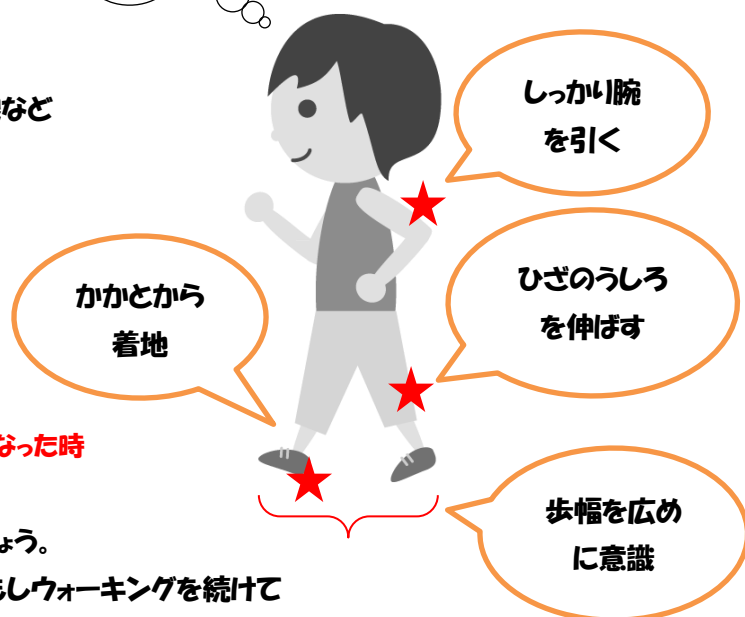 など
しっかり腕
を引く
ひざのうしろ
を伸ばす
かかとから
着地
なった時
歩幅を広め
に意識
ょう。
しウォーキングを続けて